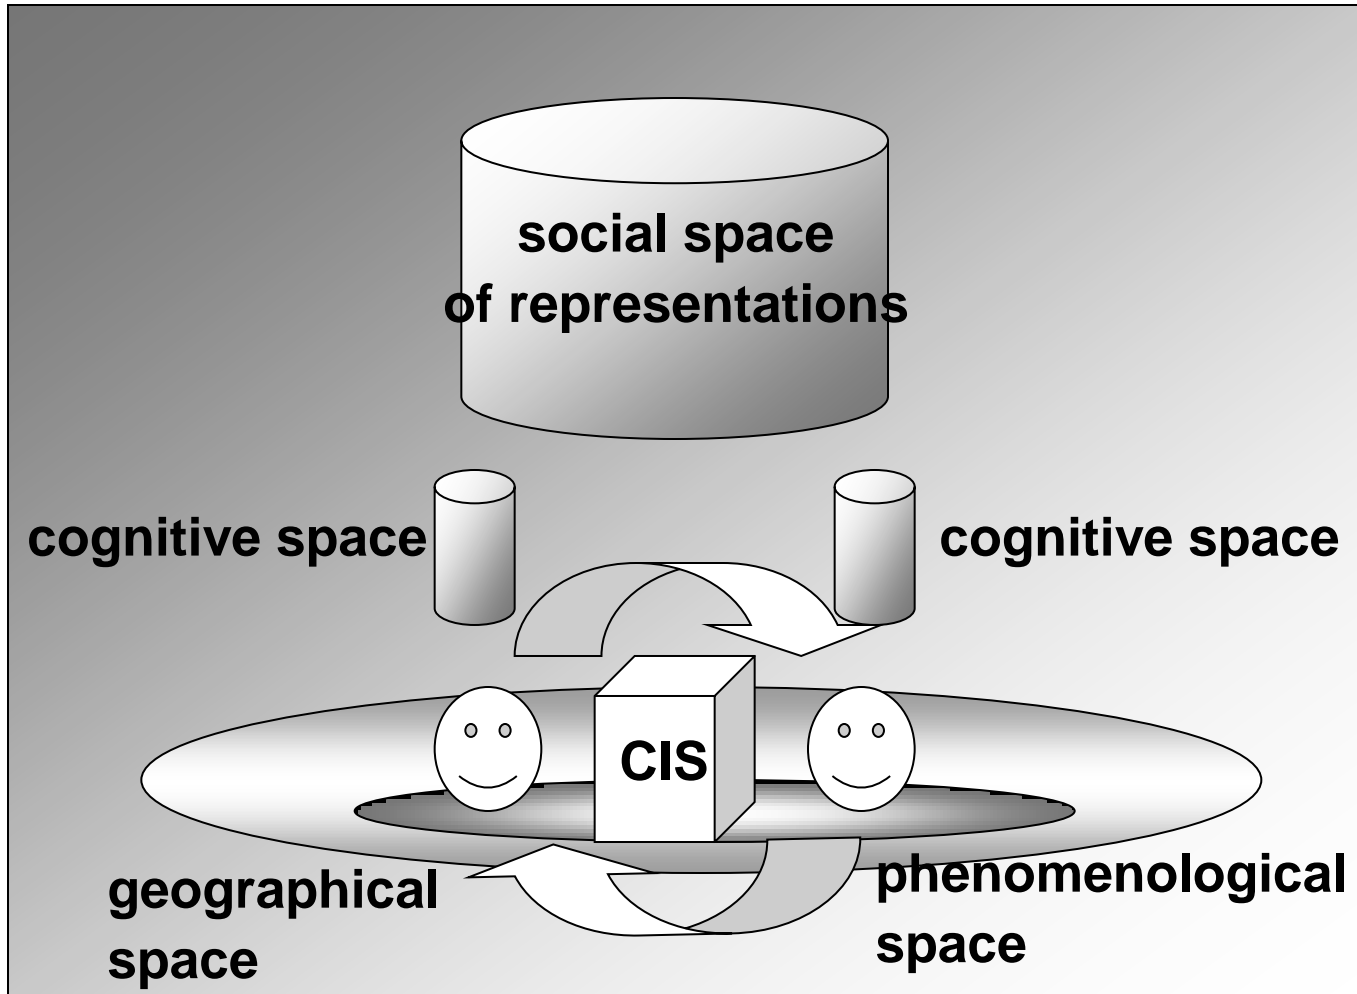 social space
of representations
cognitive space
cognitive space
CIS
geographical
space
phenomenological
space